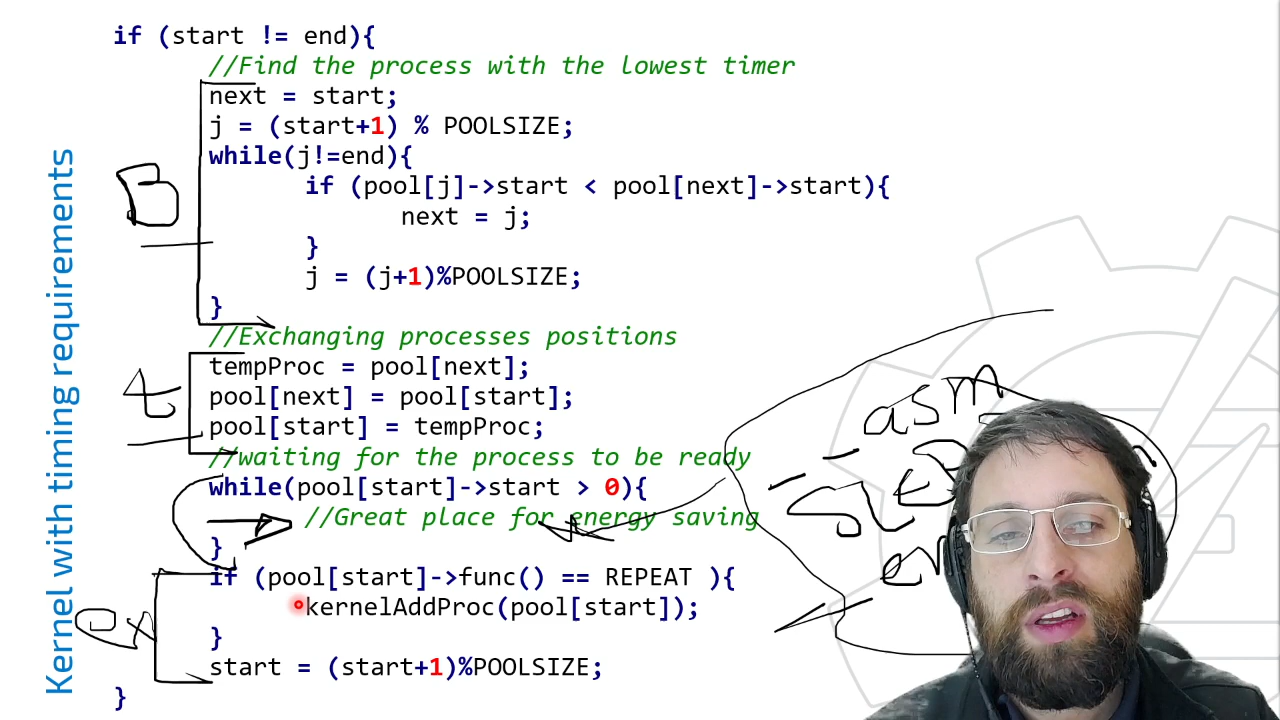 Kernel with timing requirements
if (start != end){
//Find the process with the lowest timer
next = start;
j = (start+1) % POOLSIZE;
while(j!=end){
if (pool[j]->start < pool[next]->start){
next = j;
}
j = (j+1)%POOLSIZE;
}
//Exchanging processes positions
tempProc = pool[next];
pool[next] = pool[start];
pool[start] = tempProc;
//waiting for the process to be ready
while(pool[start]->start > 0){
//Great place for energy saving
}
if (pool[start]->func() == REPEAT ){
kernelAddProc(pool[start]);
}
start = (start+1)%POOLSIZE;
}
B
t
ex
asm